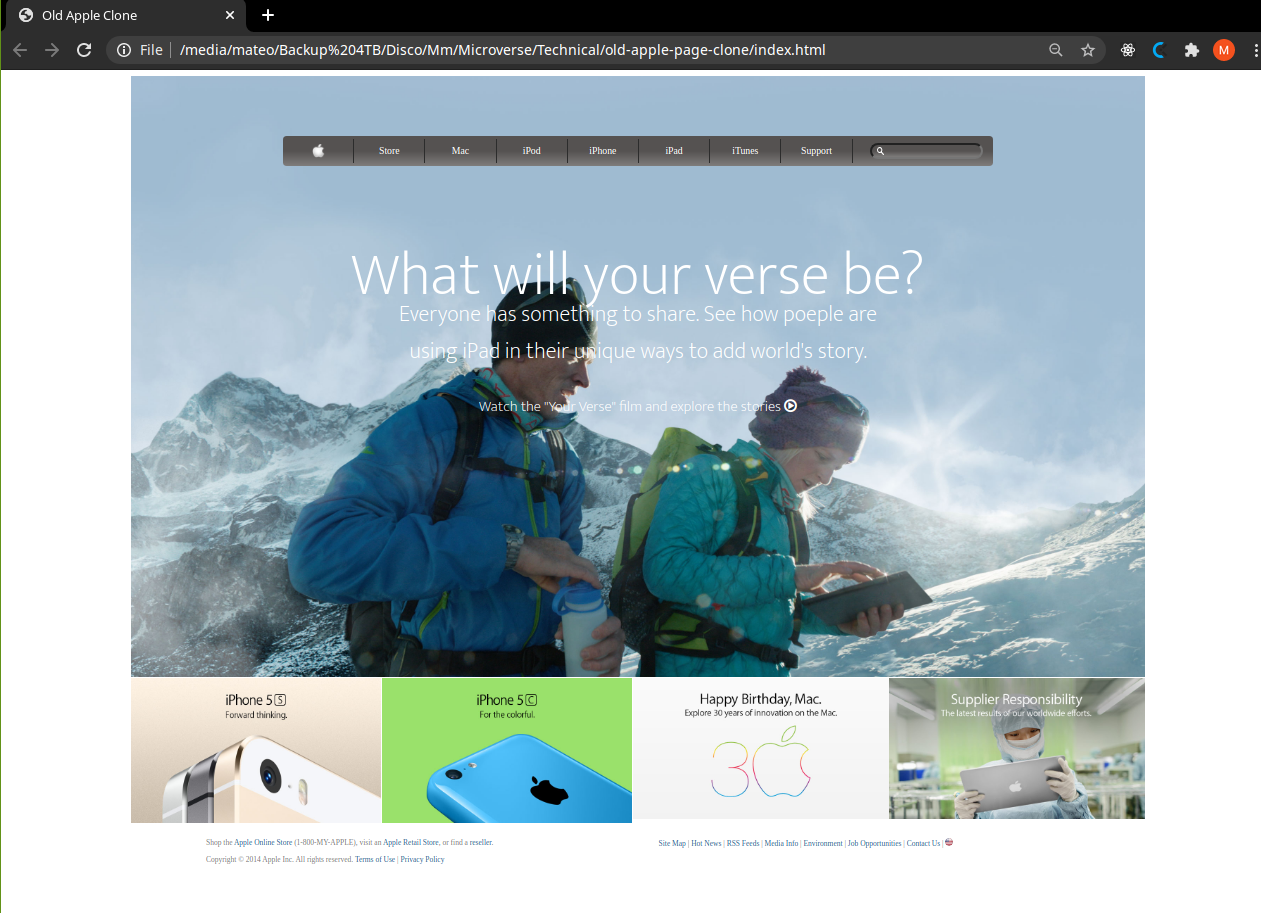 Old Apple Clone
File /media/mateo/Backup%204TB/Disco/Mm/Microverse/Technical/old-apple-page-clone/index.html
M
Store Mac iPod iPhone iPad iTunes Support
What will your verse be?
Everyone has something to share. See how poeple are
using iPad in their unique ways to add world's story.
Watch the "Your Verse" film and explore the stories
iPhone 5S
Forward thinking.
iPhone 5C
For the colorful.
Happy Birthday, Mac.
Explore 30 years of innovation on the Mac.
30
Supplier Responsibility
The latest results of our worldwide efforts.
Shop the Apple Online Store (1-800-MY-APPLE), visit an Apple Retail Store, or find a reseller.
Copyright © 2014 Apple Inc. All rights reserved. Terms of Use | Privacy Policy
Site Map | Hot News | RSS Feeds | Media Info | Environment | Job Opportunities | Contact Us |